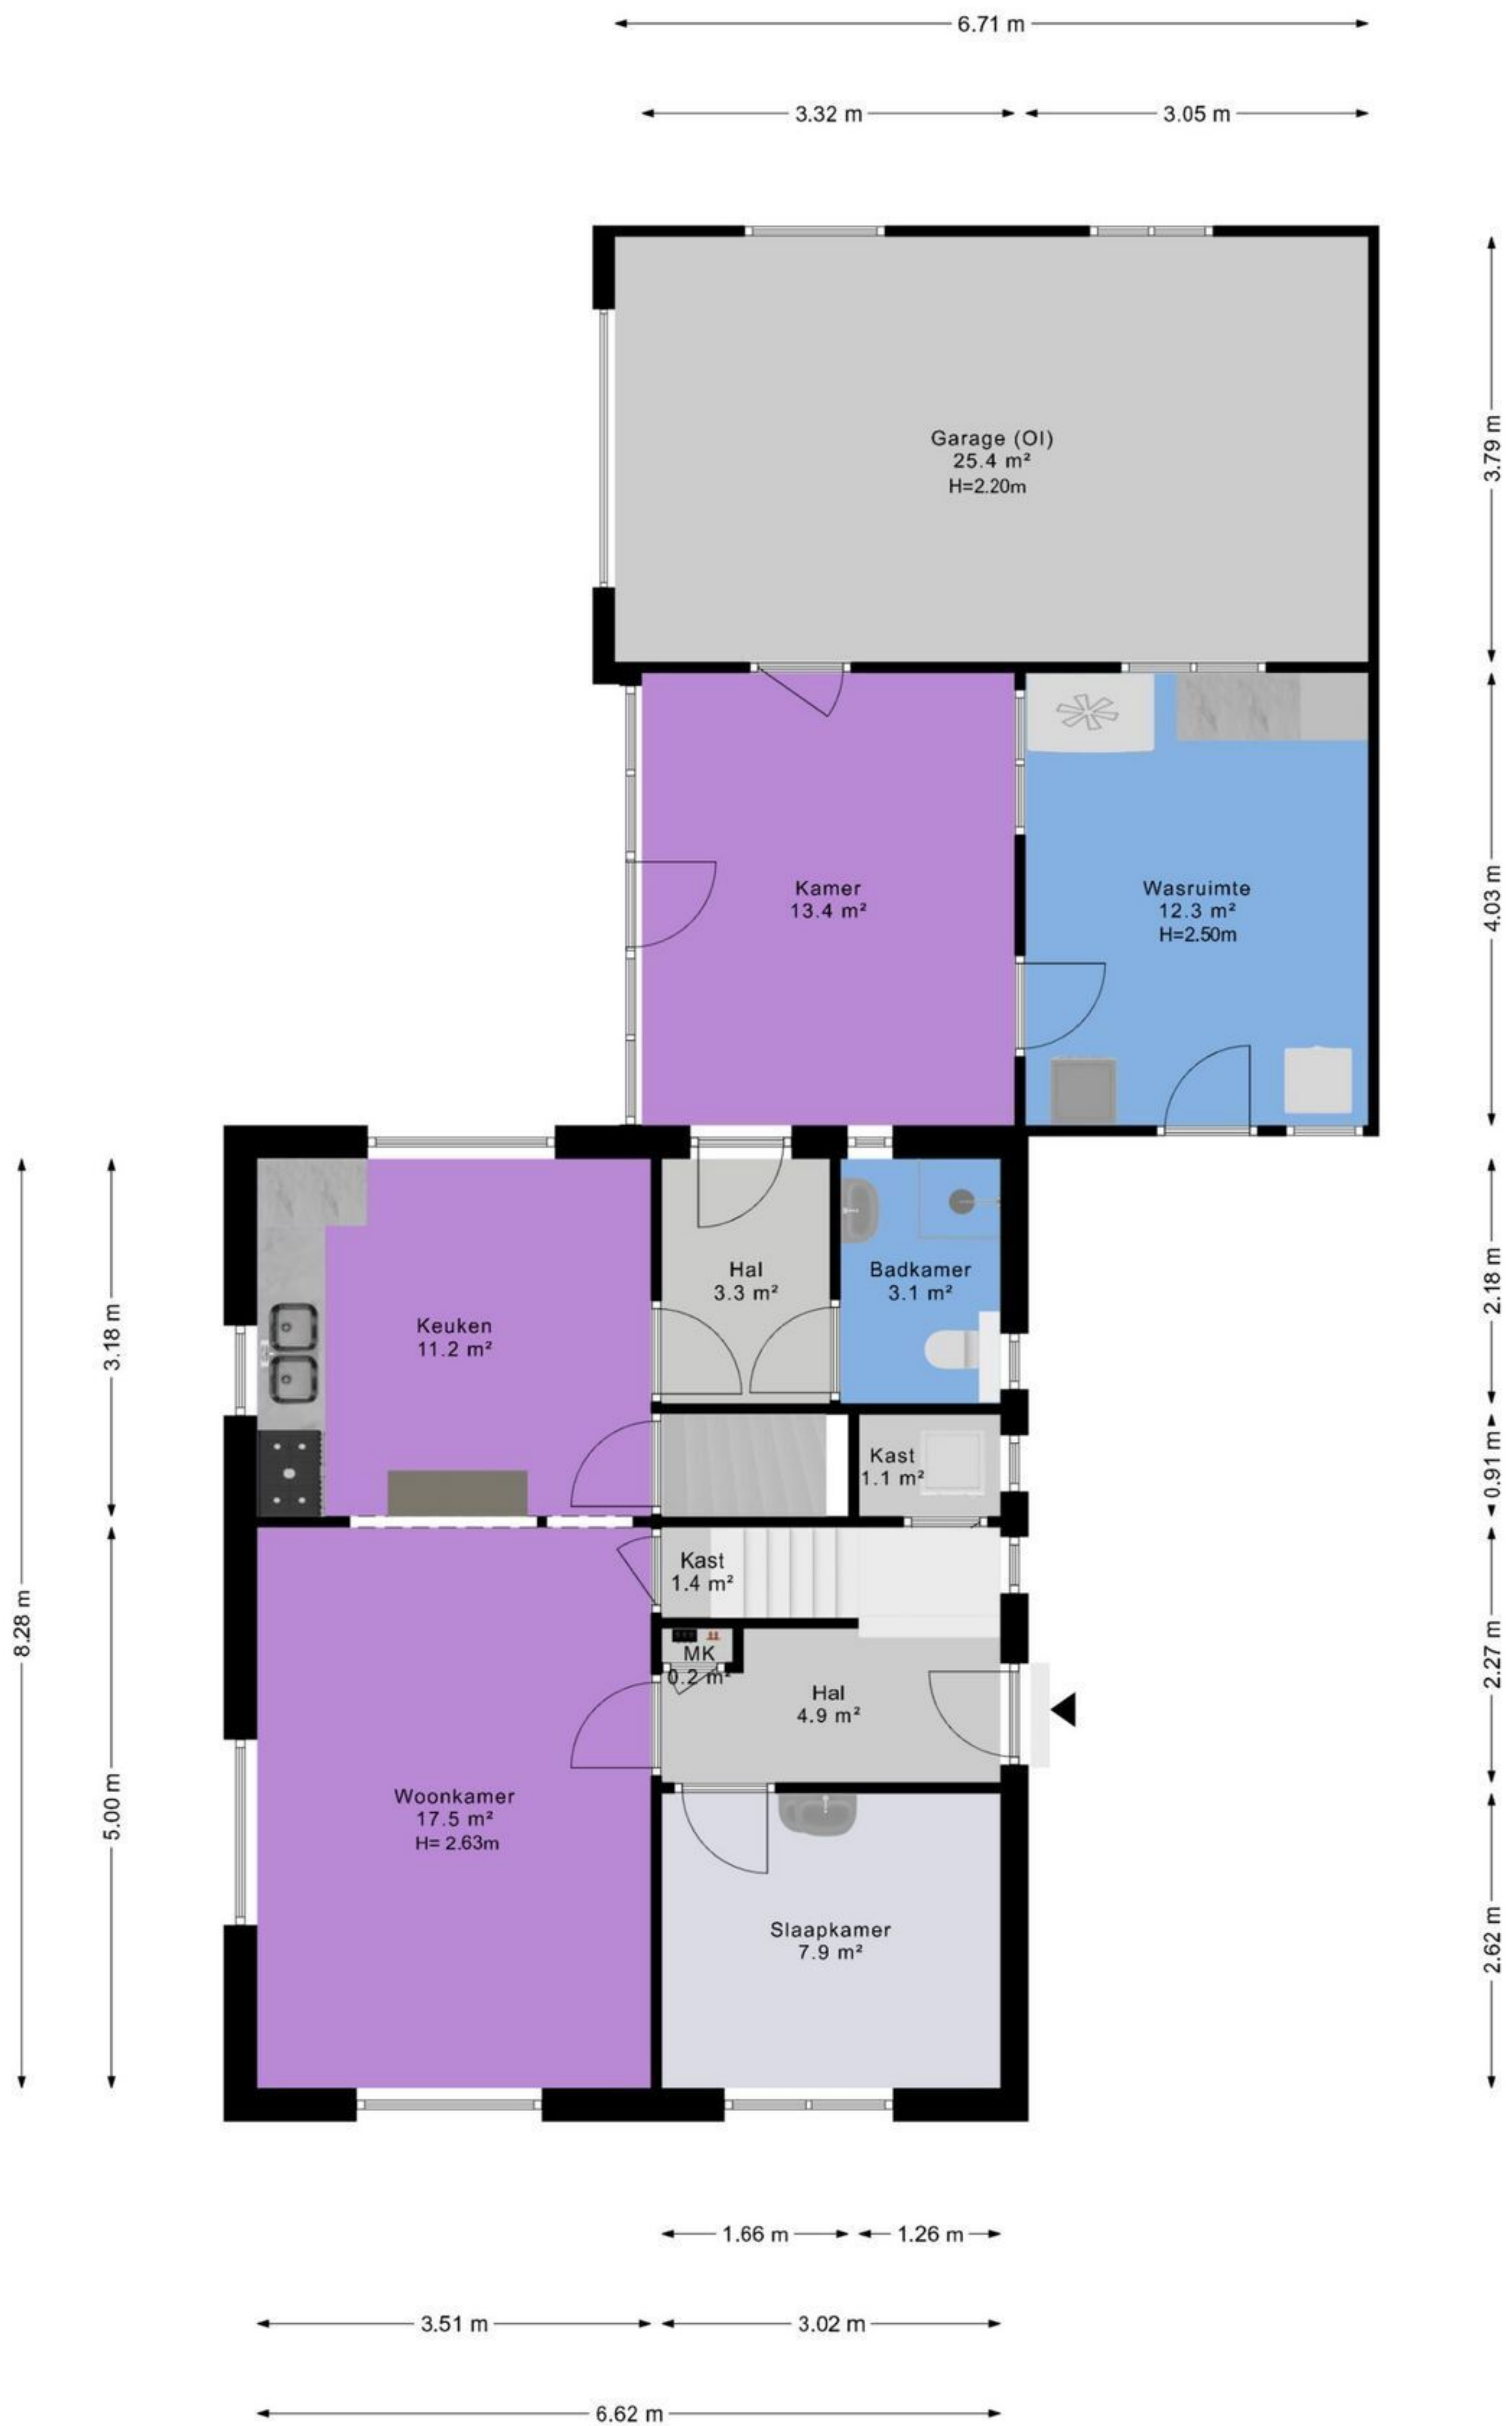 6.71 m
3.32 m
3.05 m
Garage (OI)
25.4 m²
H=2.20m
3.79 m
Kamer
13.4 m²
Wasruimte
12.3 m²
H=2.50m
4.03 m
Keuken
11.2 m²
Hal
3.3 m²
Badkamer
3.1 m²
2.18 m
3.18 m
Kast
1.1 m²
0.91 m
Kast
1.4 m²
MK
0.2 m²
Hal
4.9 m²
2.27 m
8.28 m
5.00 m
Woonkamer
17.5 m²
H= 2.63m
Slaapkamer
7.9 m²
2.62 m
1.66 m
1.26 m
3.51 m
3.02 m
6.62 m